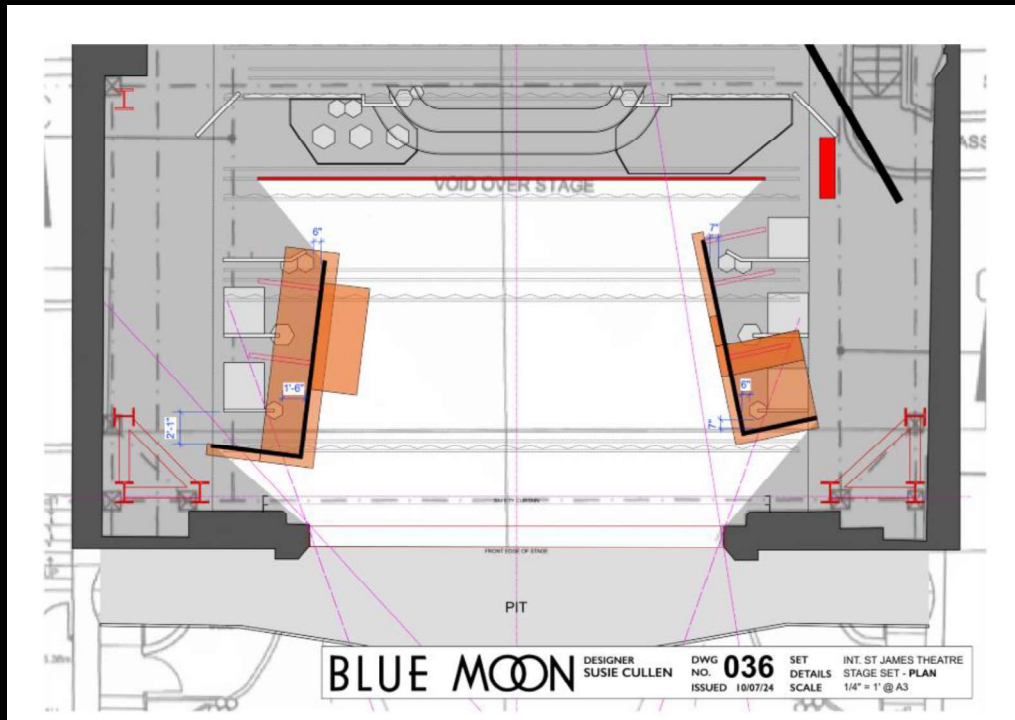 VOID OVER STAGE
6"
7"
1'-6"
2'-1"
6"
7"
SAFETY CURTAIN
FRONT EDGE OF STAGE
PIT
BLUE MOON
DESIGNER
SUSIE CULLEN
DWG NO. 036
ISSUED 10/07/24
SET DETAILS
INT. ST JAMES THEATRE
STAGE SET - PLAN
SCALE 1/4" = 1' @ A3